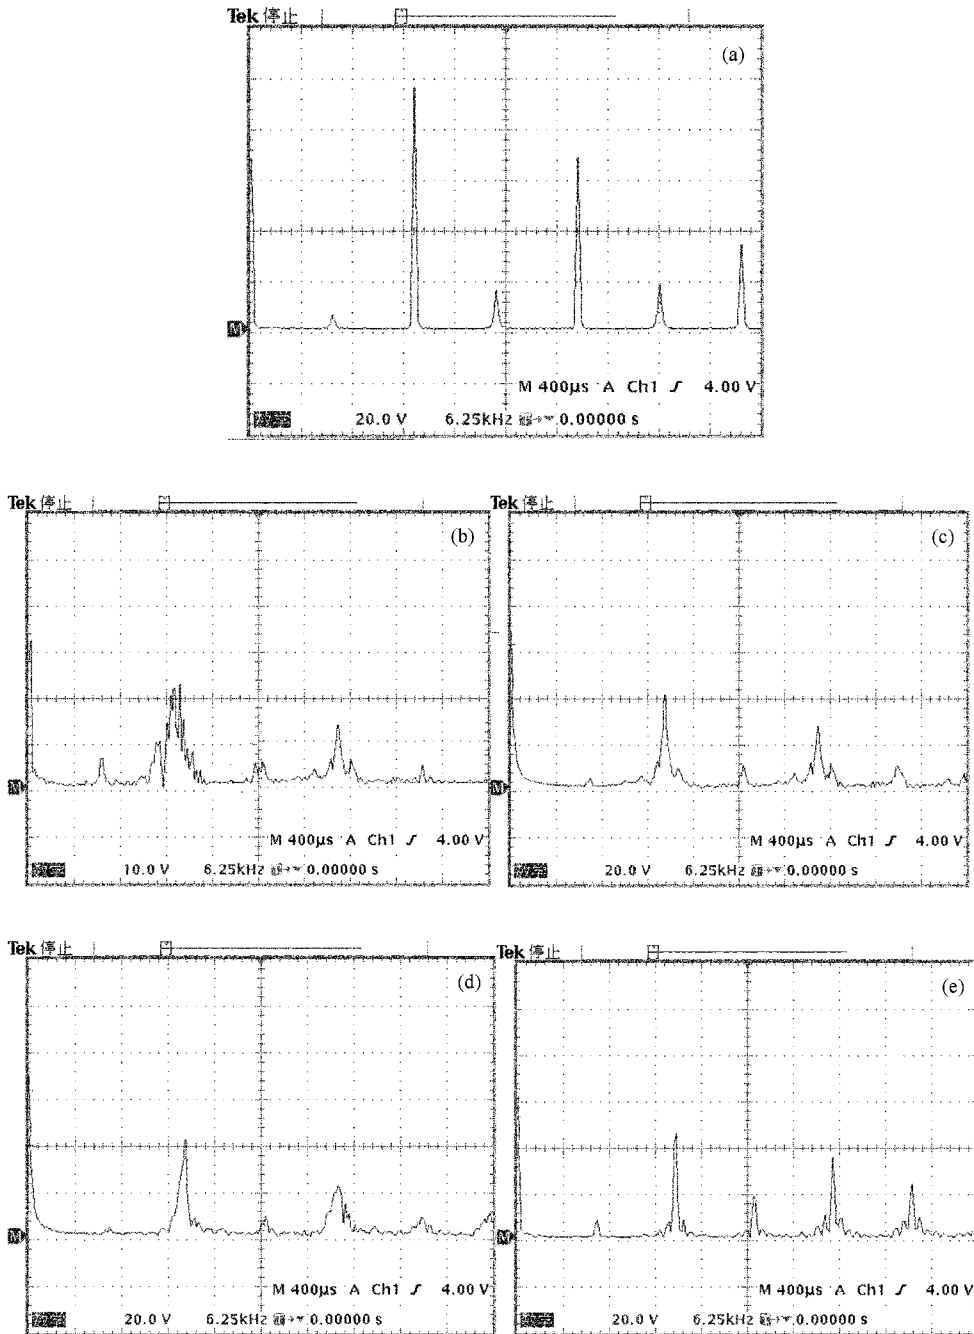 Tek 停止
(a)
M
M 400μs A Ch1 ƒ 4.00 V
20.0 V 6.25kHz 0.00000 s
Tek 停止
(b)
M
M 400μs A Ch1 ƒ 4.00 V
10.0 V 6.25kHz 0.00000 s
Tek 停止
(c)
M
M 400μs A Ch1 ƒ 4.00 V
20.0 V 6.25kHz 0.00000 s
Tek 停止
(d)
M
M 400μs A Ch1 ƒ 4.00 V
20.0 V 6.25kHz 0.00000 s
Tek 停止
(e)
M
M 400μs A Ch1 ƒ 4.00 V
20.0 V 6.25kHz 0.00000 s